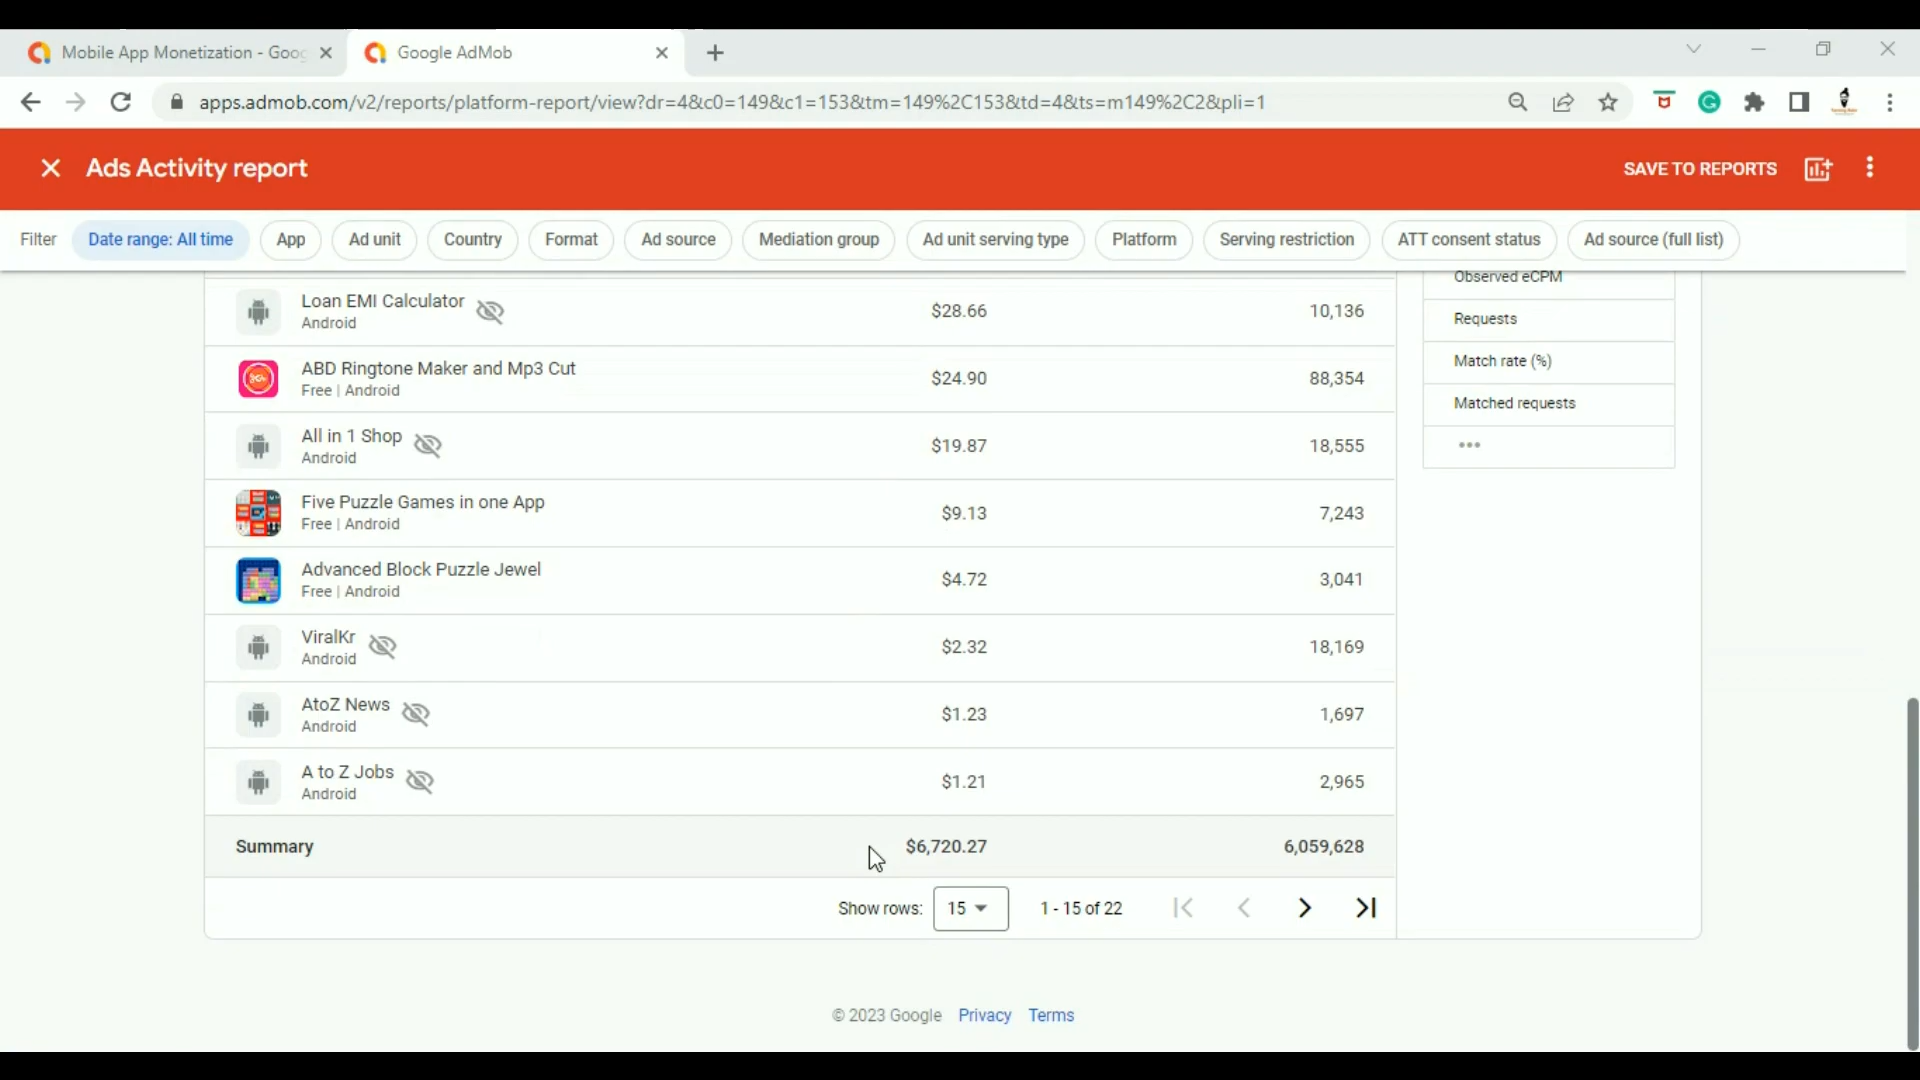 Mobile App Monetization - Goog
Google AdMob
apps.admob.com/v2/reports/platform-report/view?dr=4&c0=149&c1=153&tm=149%2C153&td=4&ts=m149%2C2&pli=1
Ads Activity report
SAVE TO REPORTS
Filter
Date range: All time
App
Ad unit
Country
Format
Ad source
Mediation group
Ad unit serving type
Platform
Serving restriction
ATT consent status
Ad source (full list)
Observed eCPM
Requests
Match rate (%)
Matched requests
Loan EMI Calculator
Android
$28.66
10,136
ABD Ringtone Maker and Mp3 Cut
Free | Android
$24.90
88,354
All in 1 Shop
Android
$19.87
18,555
Five Puzzle Games in one App
Free | Android
$9.13
7,243
Advanced Block Puzzle Jewel
Free | Android
$4.72
3,041
ViralKr
Android
$2.32
18,169
AtoZ News
Android
$1.23
1,697
A to Z Jobs
Android
$1.21
2,965
Summary
$6,720.27
6,059,628
Show rows:
15
1 - 15 of 22
© 2023 Google
Privacy
Terms